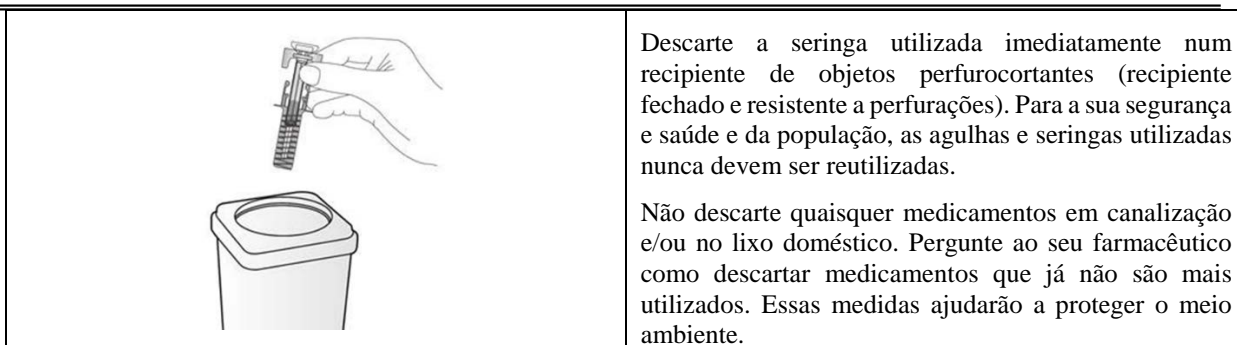 Descarte a seringa utilizada imediatamente num
recipiente de objetos perfurocortantes (recipiente
fechado e resistente a perfurações). Para a sua segurança
e saúde e da população, as agulhas e seringas utilizadas
nunca devem ser reutilizadas.
Não descarte quaisquer medicamentos em canalização
e/ou no lixo doméstico. Pergunte ao seu farmacêutico
como descartar medicamentos que já não são mais
utilizados. Essas medidas ajudarão a proteger o meio
ambiente.